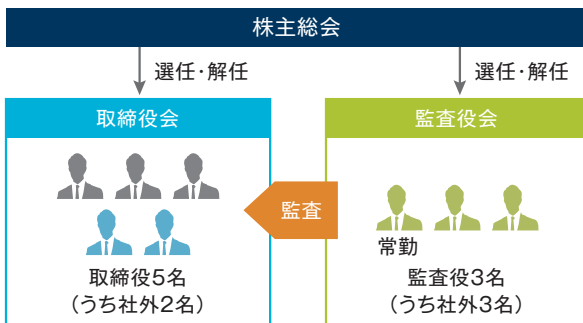 株主総会
選任・解任
選任・解任
取締役会
監査役会
監査
常勤
取締役5名
（うち社外2名）
監査役3名
（うち社外3名）